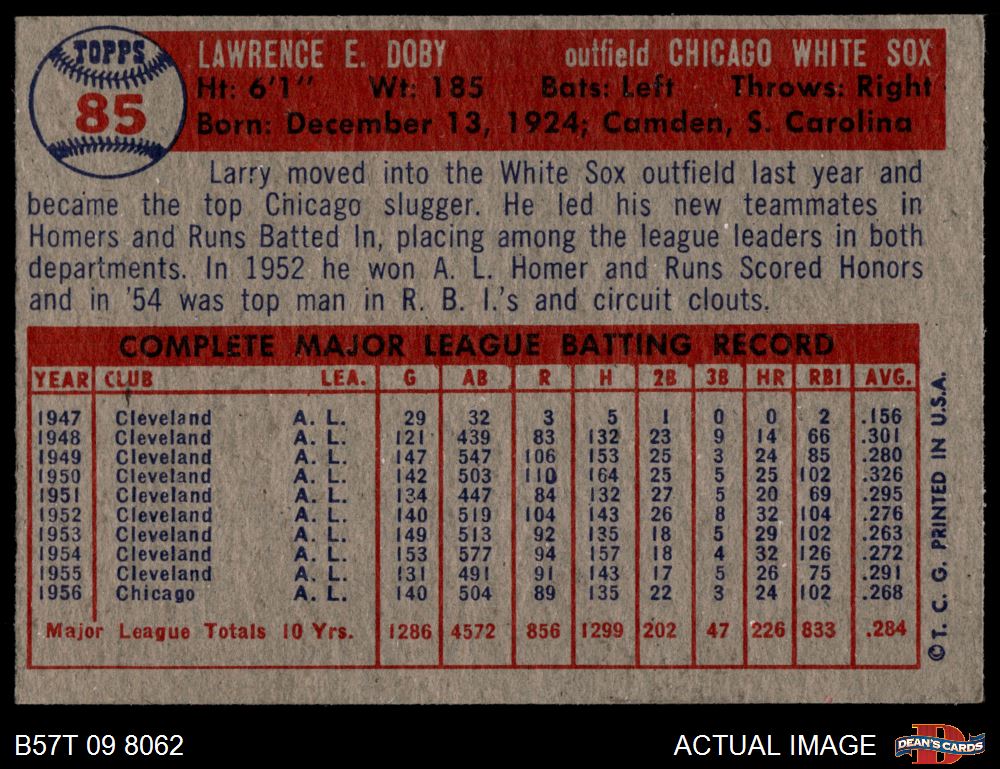 TOPPS
85
LAWRENCE E. DOBY outfield CHICAGO WHITE SOX
Ht: 6'1" Wt: 185 Bats: Left Throws: Right
Born: December 13, 1924; Camden, S. Carolina
Larry moved into the White Sox outfield last year and
became the top Chicago slugger. He led his new teammates in
Homers and Runs Batted In, placing among the league leaders in both
departments. In 1952 he won A. L. Homer and Runs Scored Honors
and in '54 was top man in R. B. I.'s and circuit clouts.
COMPLETE MAJOR LEAGUE BATTING RECORD
YEAR CLUB LEA. G AB R H 2B 3B HR RBI AVG.
1947 Cleveland A. L. 29 32 3 5 1 0 0 2 .156
1948 Cleveland A. L. 121 439 83 132 23 9 14 66 .301
1949 Cleveland A. L. 147 547 106 153 25 3 24 85 .280
1950 Cleveland A. L. 142 503 110 164 25 5 25 102 .326
1951 Cleveland A. L. 134 447 84 132 27 5 20 69 .295
1952 Cleveland A. L. 140 519 104 143 26 8 32 104 .276
1953 Cleveland A. L. 149 513 92 135 18 5 29 102 .263
1954 Cleveland A. L. 153 577 94 157 18 4 32 126 .272
1955 Cleveland A. L. 131 491 91 143 17 5 26 75 .291
1956 Chicago A. L. 140 504 89 135 22 3 24 102 .268
Major League Totals 10 Yrs. 1286 4572 856 1299 202 47 226 833 .284
©T. C. G. PRINTED IN U.S.A.
B57T 09 8062 ACTUAL IMAGE
D
DEAN'S CARDS